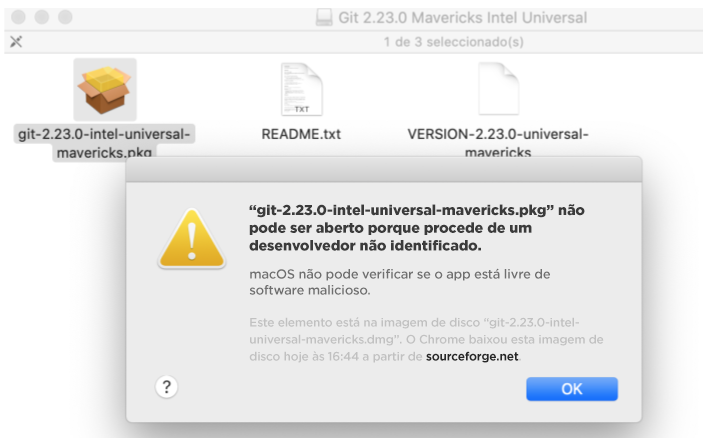 Git 2.23.0 Mavericks Intel Universal
1 de 3 seleccionado(s)
TXT
git-2.23.0-intel-universal-
mavericks.pkg
README.txt
VERSION-2.23.0-universal-
mavericks
“git-2.23.0-intel-universal-mavericks.pkg” não
pode ser aberto porque procede de um
desenvolvedor não identificado.
macOS não pode verificar se o app está livre de
software malicioso.
Este elemento está na imagem de disco “git-2.23.0-intel-
universal-mavericks.dmg”. O Chrome baixou esta imagem de
disco hoje às 16:44 a partir de sourceforge.net.
?
OK